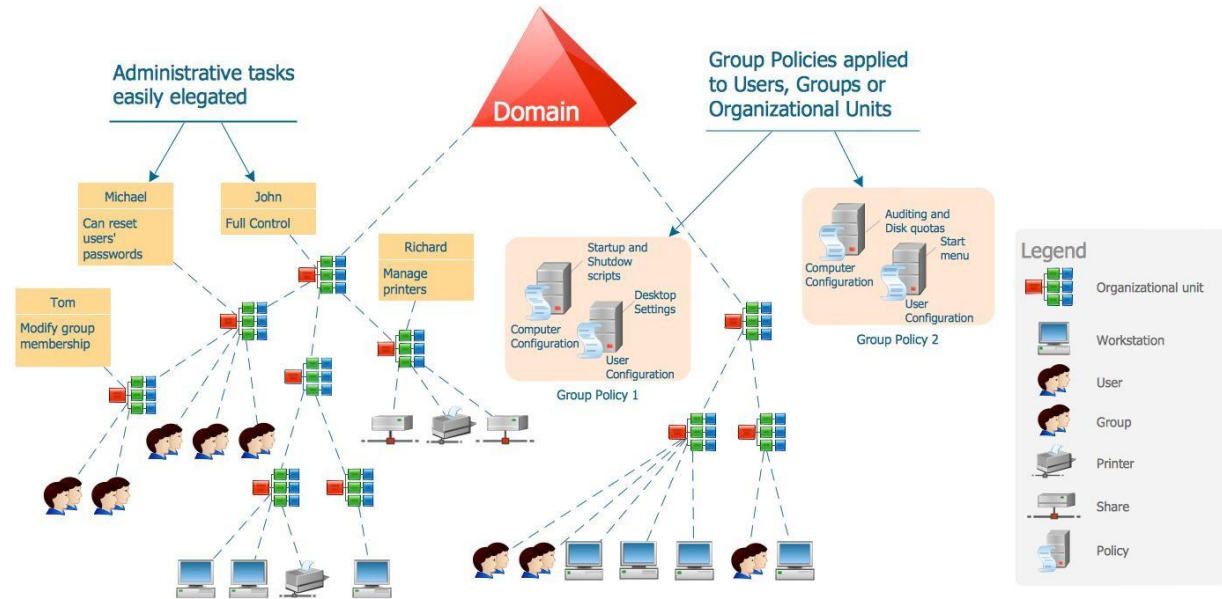 Administrative tasks
easily elegated
Domain
Group Policies applied
to Users, Groups or
Organizational Units
Michael
Can reset
users'
passwords
John
Full Control
Richard
Manage
printers
Tom
Modify group
membership
Startup and
Shutdow
scripts
Desktop
Settings
Computer
Configuration
User
Configuration
Group Policy 1
Auditing and
Disk quotas
Start
menu
Computer
Configuration
User
Configuration
Group Policy 2
Legend
Organizational unit
Workstation
User
Group
Printer
Share
Policy